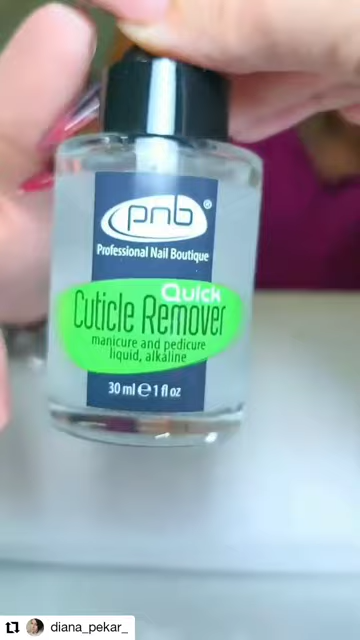 pnb®
Professional Nail Boutique
Quick
Cuticle Remover
manicure and pedicure
liquid, alkaline
30 ml ℮ 1 fl oz
diana_pekar_